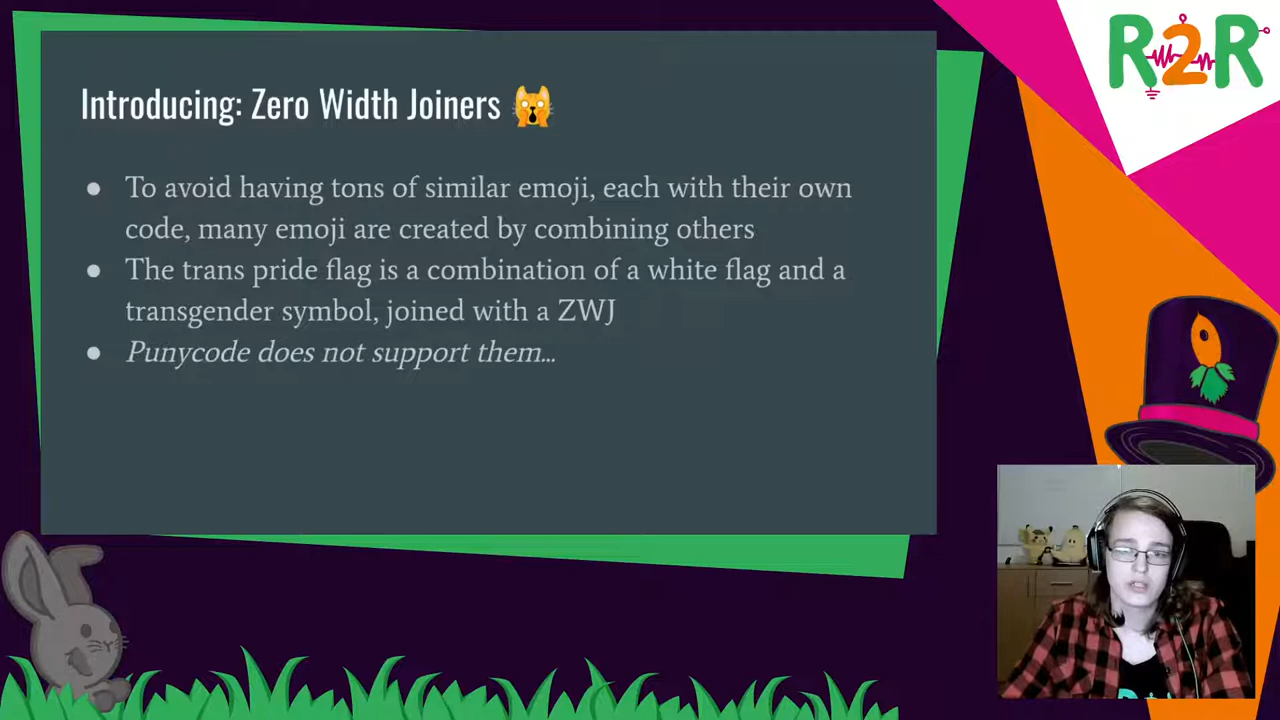 R2R
Introducing: Zero Width Joiners 🙀
● To avoid having tons of similar emoji, each with their own
code, many emoji are created by combining others
● The trans pride flag is a combination of a white flag and a
transgender symbol, joined with a ZWJ
● Punycode does not support them...